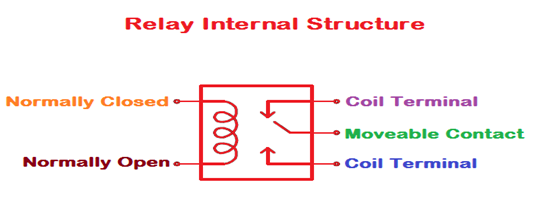 Relay Internal Structure
Normally Closed
Coil Terminal
Moveable Contact
Normally Open
Coil Terminal